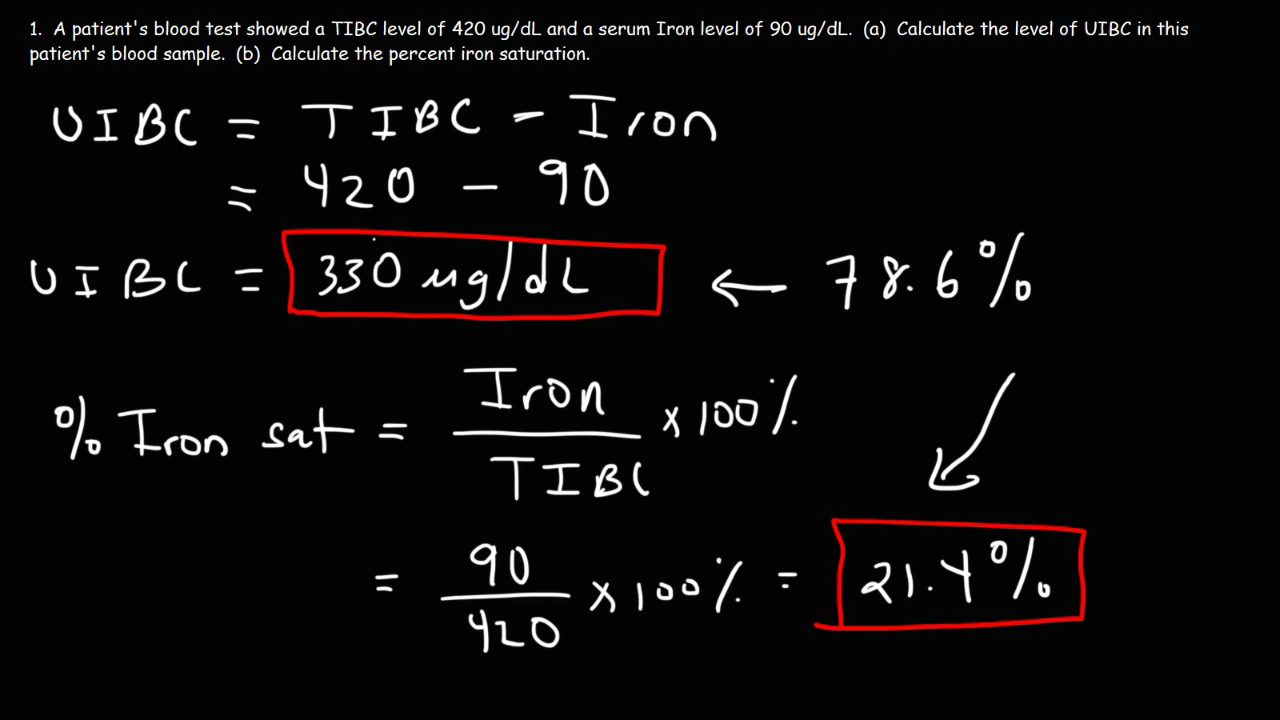 1. A patient's blood test showed a TIBC level of 420 ug/dL and a serum Iron level of 90 ug/dL. (a) Calculate the level of UIBC in this
patient's blood sample. (b) Calculate the percent iron saturation.
UIBC = TIBC - Iron
= 420 - 90
UIBC = 330 ug/dL ← 78.6%
% Iron sat = Iron / TIBC x 100%
= 90 / 420 x 100% = 21.4%